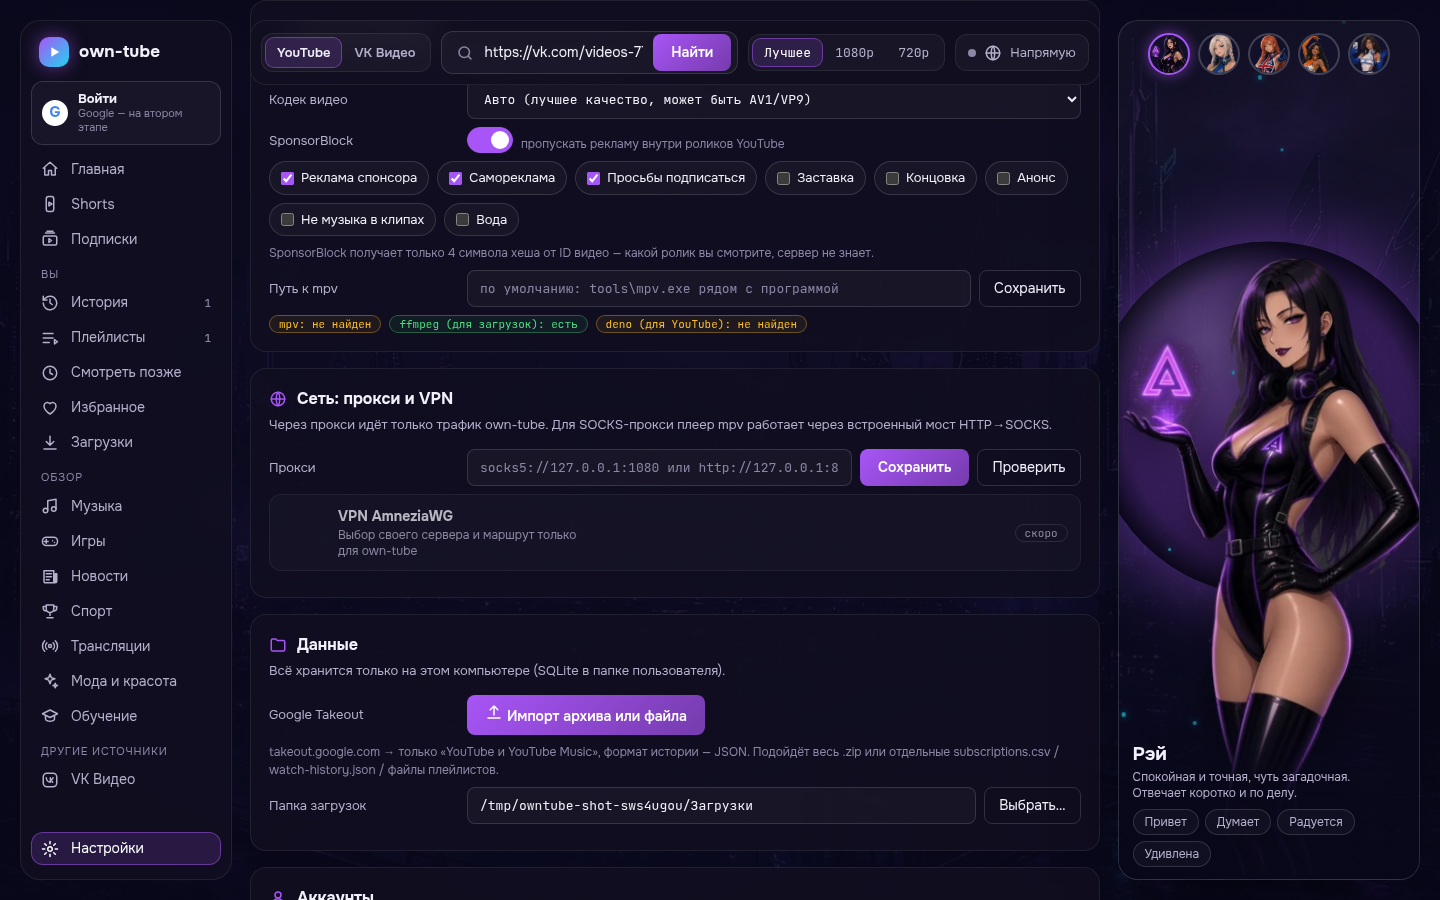 own-tube
Войти
Google — на втором
этапе
Главная
Shorts
Подписки
ВЫ
История 1
Плейлисты 1
Смотреть позже
Избранное
Загрузки
ОБЗОР
Музыка
Игры
Новости
Спорт
Трансляции
Мода и красота
Обучение
ДРУГИЕ ИСТОЧНИКИ
VK Видео
Настройки
YouTube VK Видео https://vk.com/videos-7 Найти Лучшее 1080p 720p Напрямую
Кодек видео Авто (лучшее качество, может быть AV1/VP9)
SponsorBlock пропускать рекламу внутри роликов YouTube
Реклама спонсора Самореклама Просьбы подписаться Заставка Концовка Анонс
Не музыка в клипах Вода
SponsorBlock получает только 4 символа хеша от ID видео — какой ролик вы смотрите, сервер не знает.
Путь к mpv по умолчанию: tools\mpv.exe рядом с программой Сохранить
mpv: не найден ffmpeg (для загрузок): есть deno (для YouTube): не найден
Сеть: прокси и VPN
Через прокси идёт только трафик own-tube. Для SOCKS-прокси плеер mpv работает через встроенный мост HTTP→SOCKS.
Прокси socks5://127.0.0.1:1080 или http://127.0.0.1:8 Сохранить Проверить
VPN AmneziaWG
Выбор своего сервера и маршрут только
для own-tube
скоро
Данные
Всё хранится только на этом компьютере (SQLite в папке пользователя).
Google Takeout Импорт архива или файла
takeout.google.com → только «YouTube и YouTube Music», формат истории — JSON. Подойдёт весь .zip или отдельные subscriptions.csv /
watch-history.json / файлы плейлистов.
Папка загрузок /tmp/owntube-shot-sws4ugou/Загрузки Выбрать...
Аккаунты
Рэй
Спокойная и точная, чуть загадочная.
Отвечает коротко и по делу.
Привет Думает Радуется
Удивлена